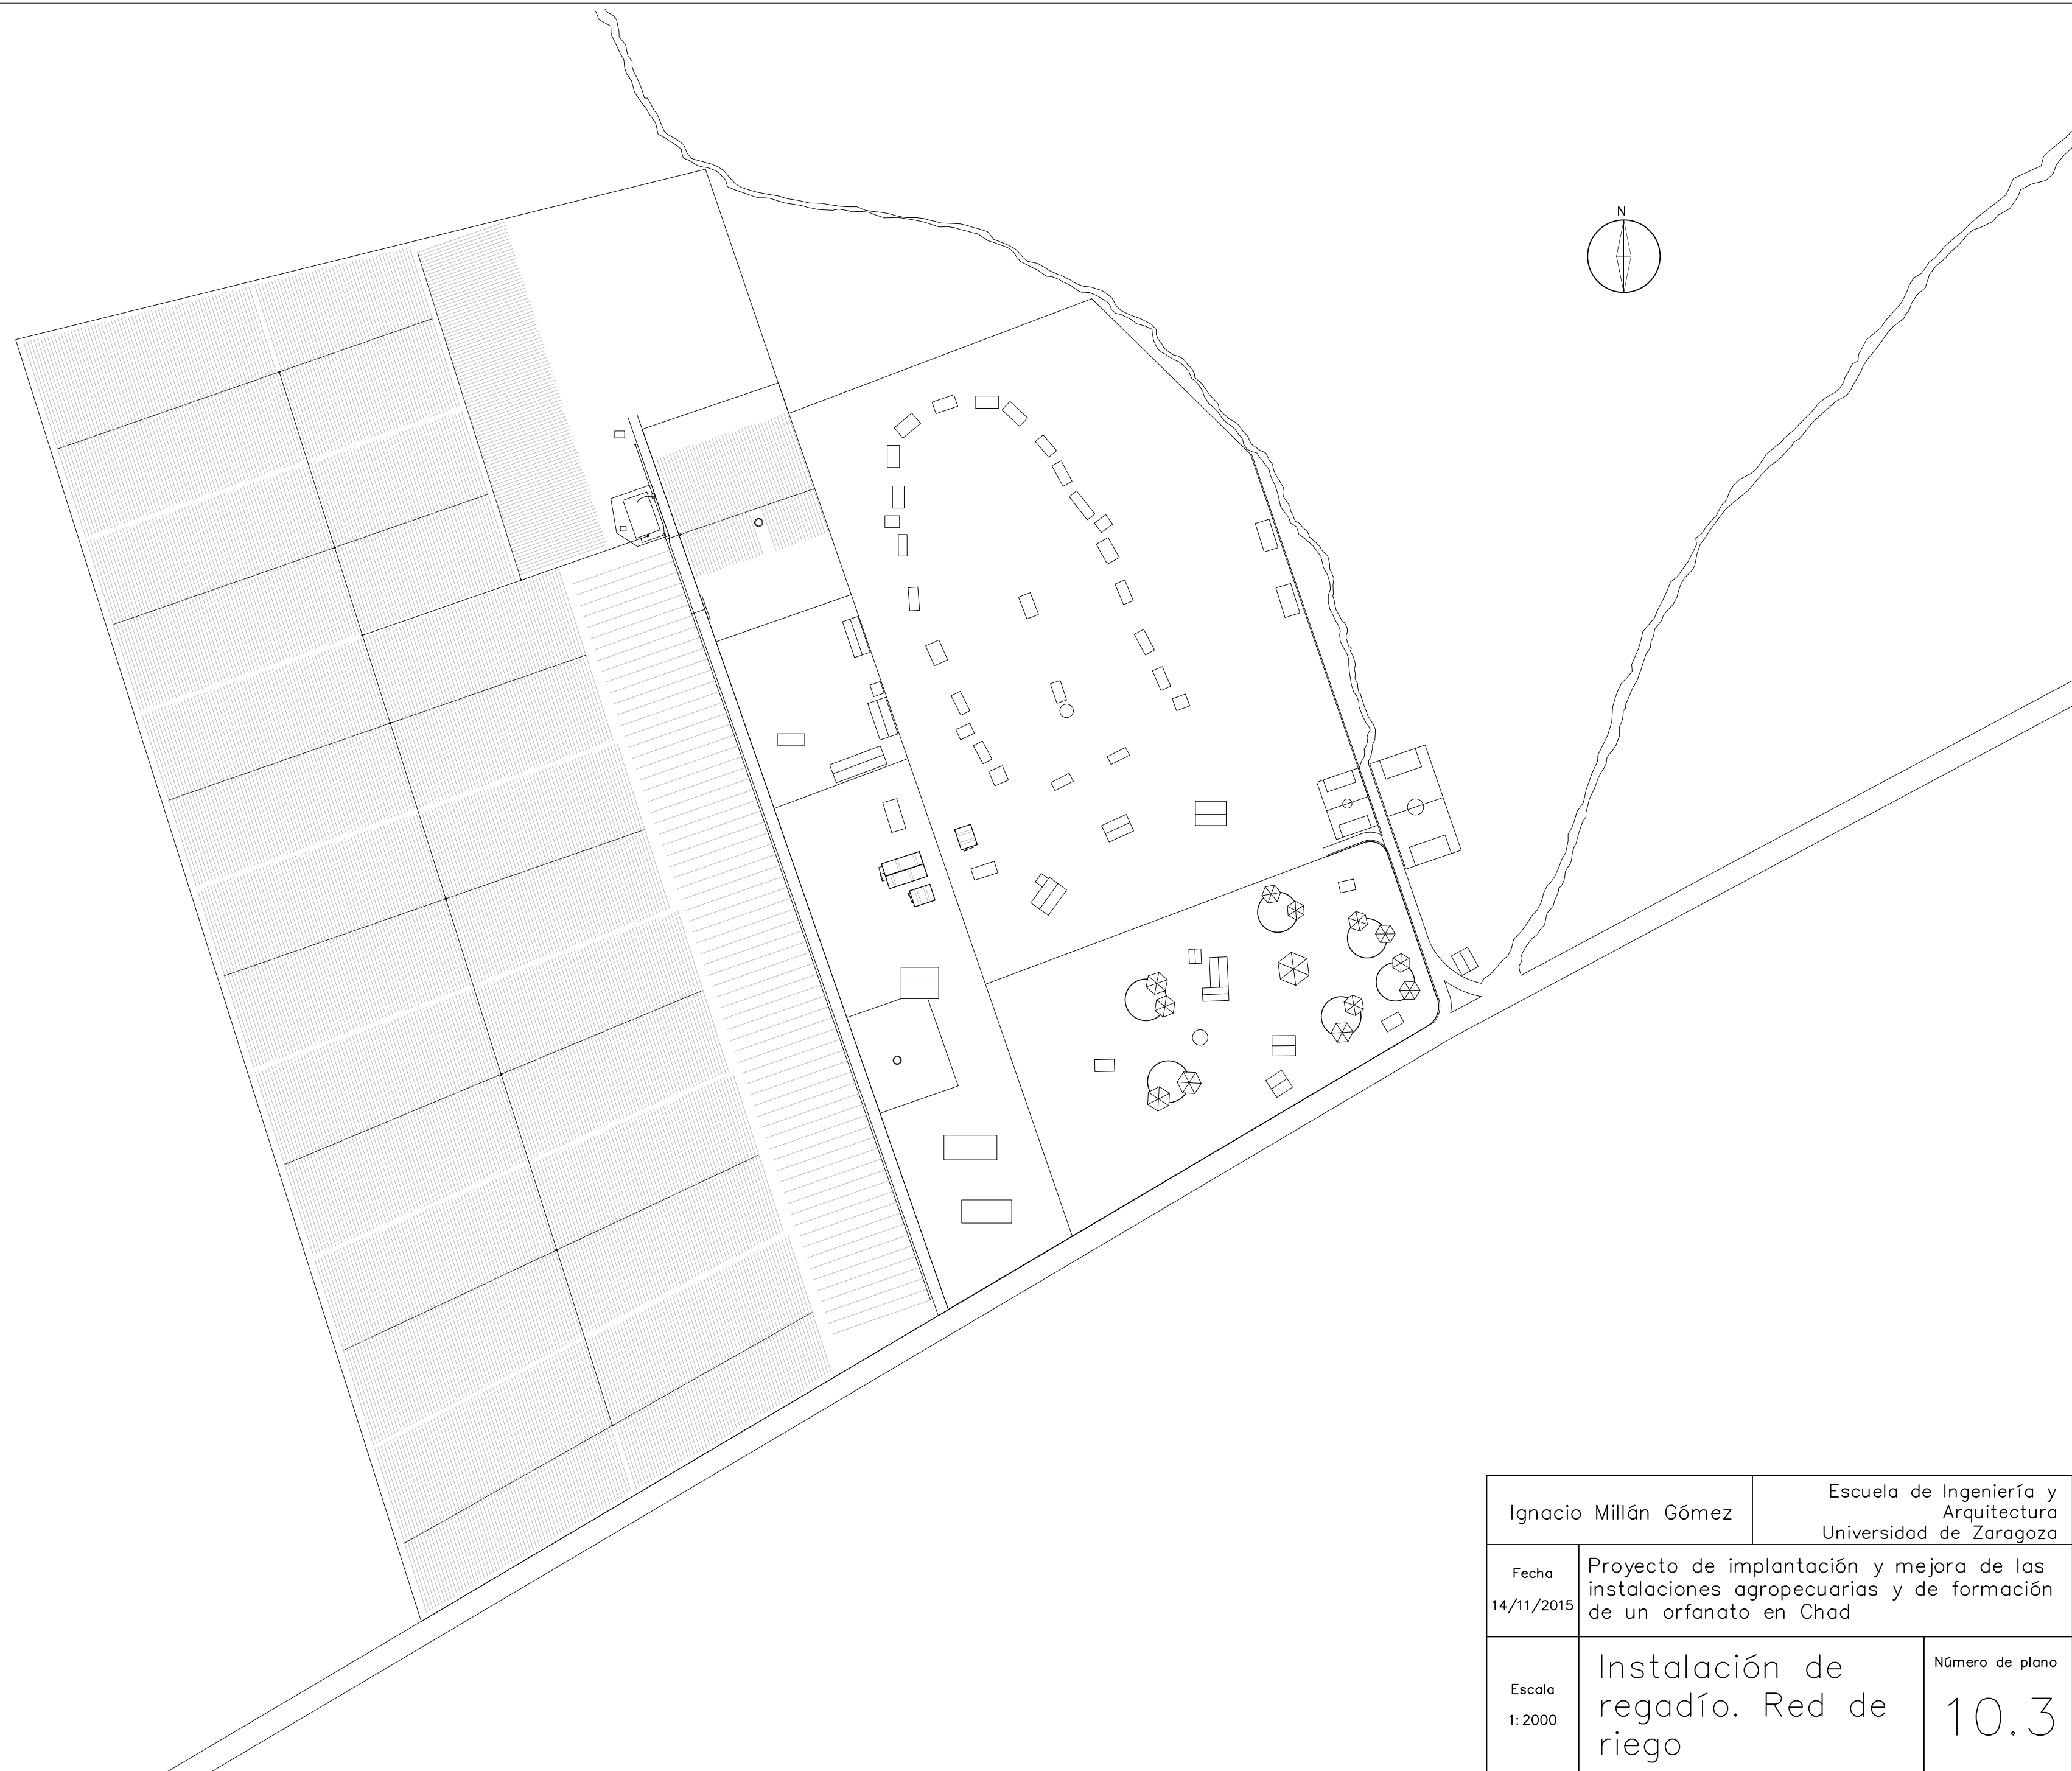 N
Ignacio Millán Gómez
Escuela de Ingeniería y
Arquitectura
Universidad de Zaragoza
Fecha
14/11/2015
Proyecto de implantación y mejora de las
instalaciones agropecuarias y de formación
de un orfanato en Chad
Escala
1:2000
Instalación de
regadío. Red de
riego
Número de plano
10.3